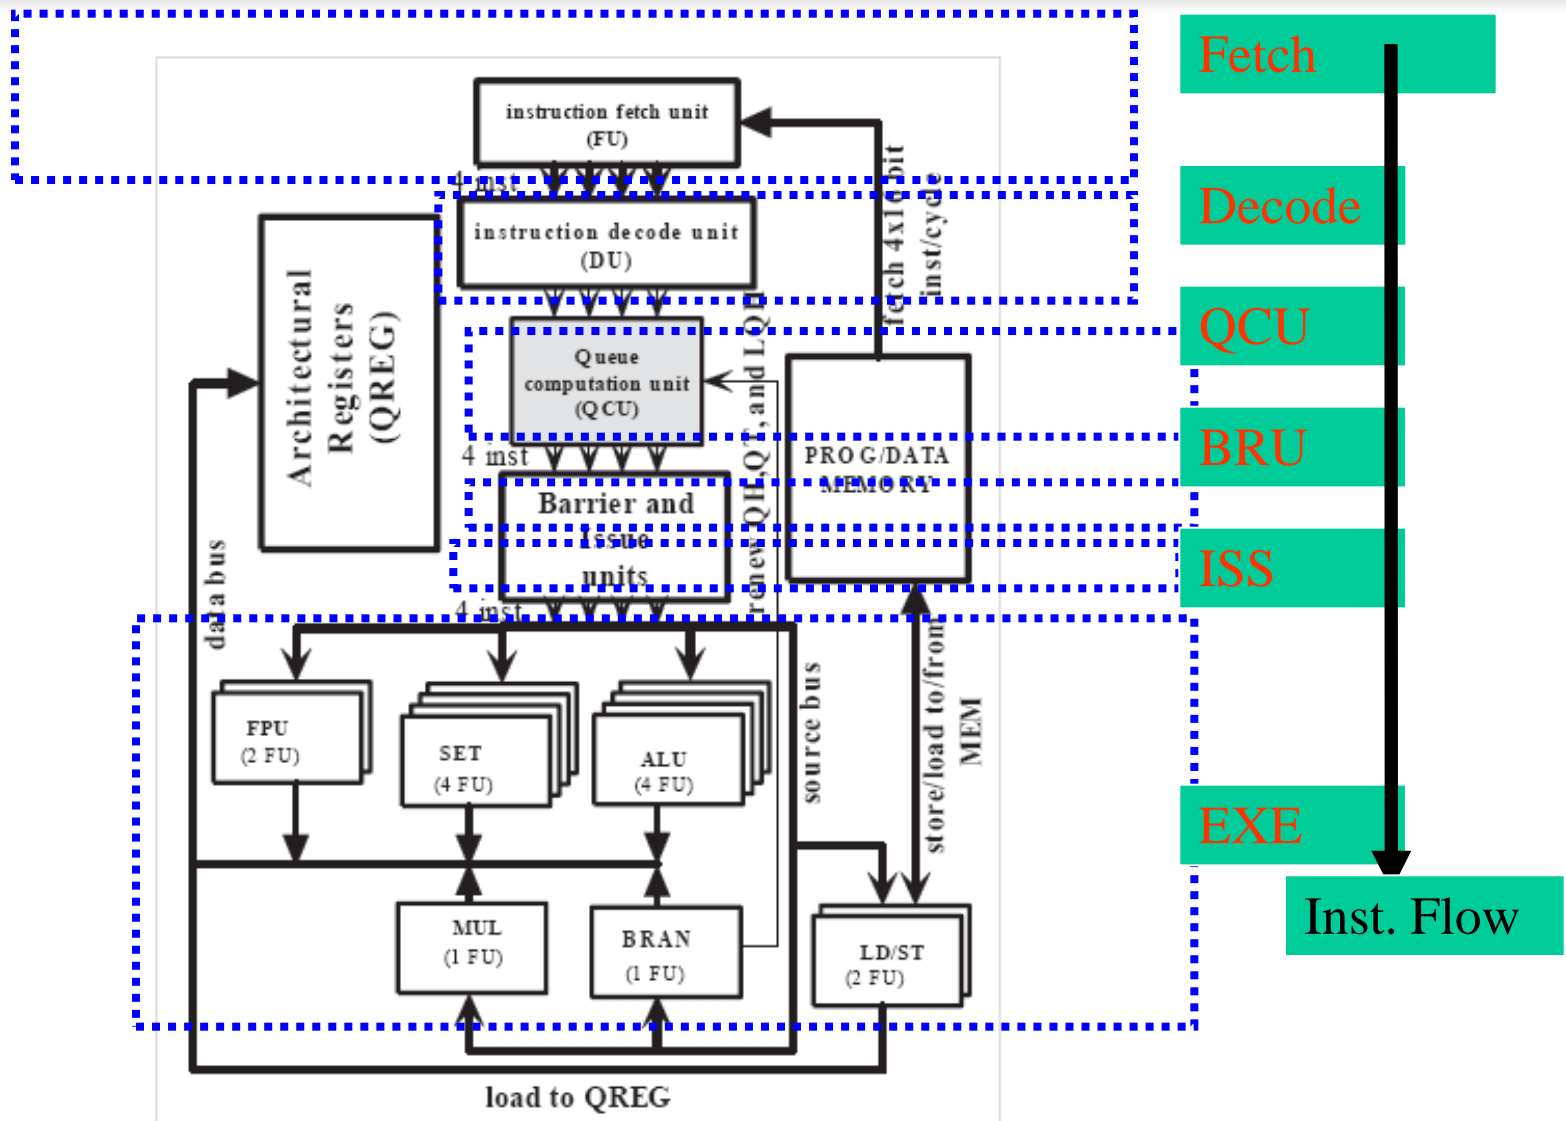 Fetch
instruction fetch unit
(FU)
4 inst
Decode
instruction decode unit
(DU)
fetch 4x16 bit
inst/cycle
Architectural
Registers
(QREG)
QCU
Queue
computation unit
(QCU)
renew QH,QT, and LQH
4 inst
BRU
PROG/DATA
MEMORY
Barrier and
Issue
units
ISS
4 inst
data bus
FPU
(2 FU)
SET
(4 FU)
ALU
(4 FU)
source bus
store/load to/from
MEM
EXE
MUL
(1 FU)
BRAN
(1 FU)
LD/ST
(2 FU)
Inst. Flow
load to QREG